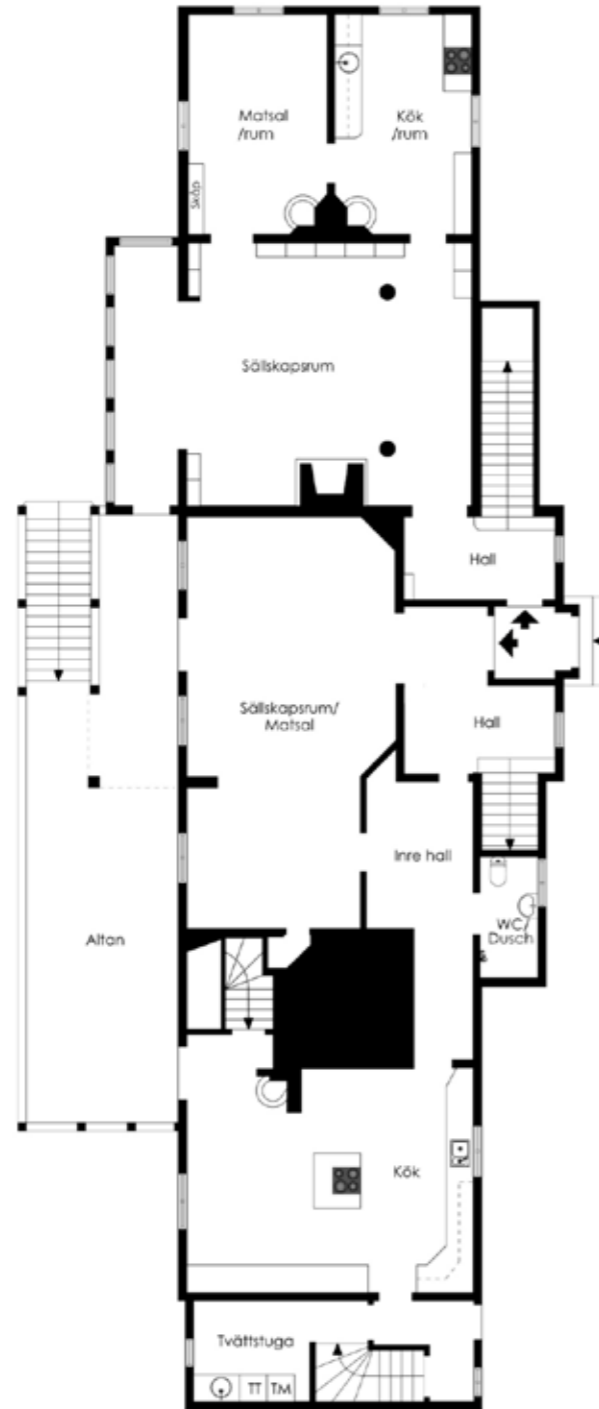 Matsal
/rum
Kök
/rum
Skåp
Sällskapsrum
Hall
Sällskapsrum/
Matsal
Hall
Inre hall
WC/
Dusch
Altan
Kök
Tvättstuga
TT TM